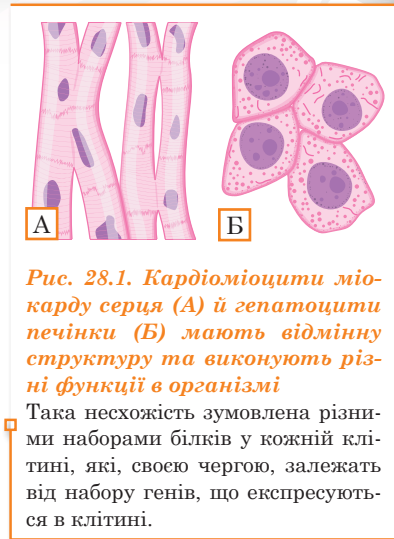 А
Б
Рис. 28.1. Кардіоміоцити міо-
карду серця (А) й гепатоцити
печінки (Б) мають відмінну
структуру та виконують різ-
ні функції в організмі
Така несхожість зумовлена різни-
ми наборами білків у кожній клі-
тині, які, своєю чергою, залежать
від набору генів, що експресують-
ся в клітині.